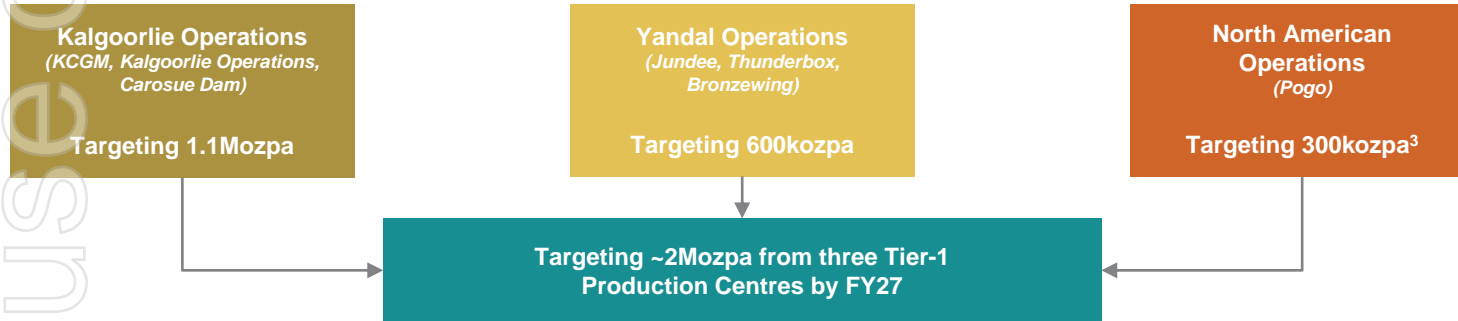 Kalgoorlie Operations
(KCGM, Kalgoorlie Operations,
Carosue Dam)
Targeting 1.1Mozpa
Yandal Operations
(Jundee, Thunderbox,
Bronzewing)
Targeting 600kozpa
North American
Operations
(Pogo)
Targeting 300kozpa³
Targeting ~2Mozpa from three Tier-1
Production Centres by FY27
use